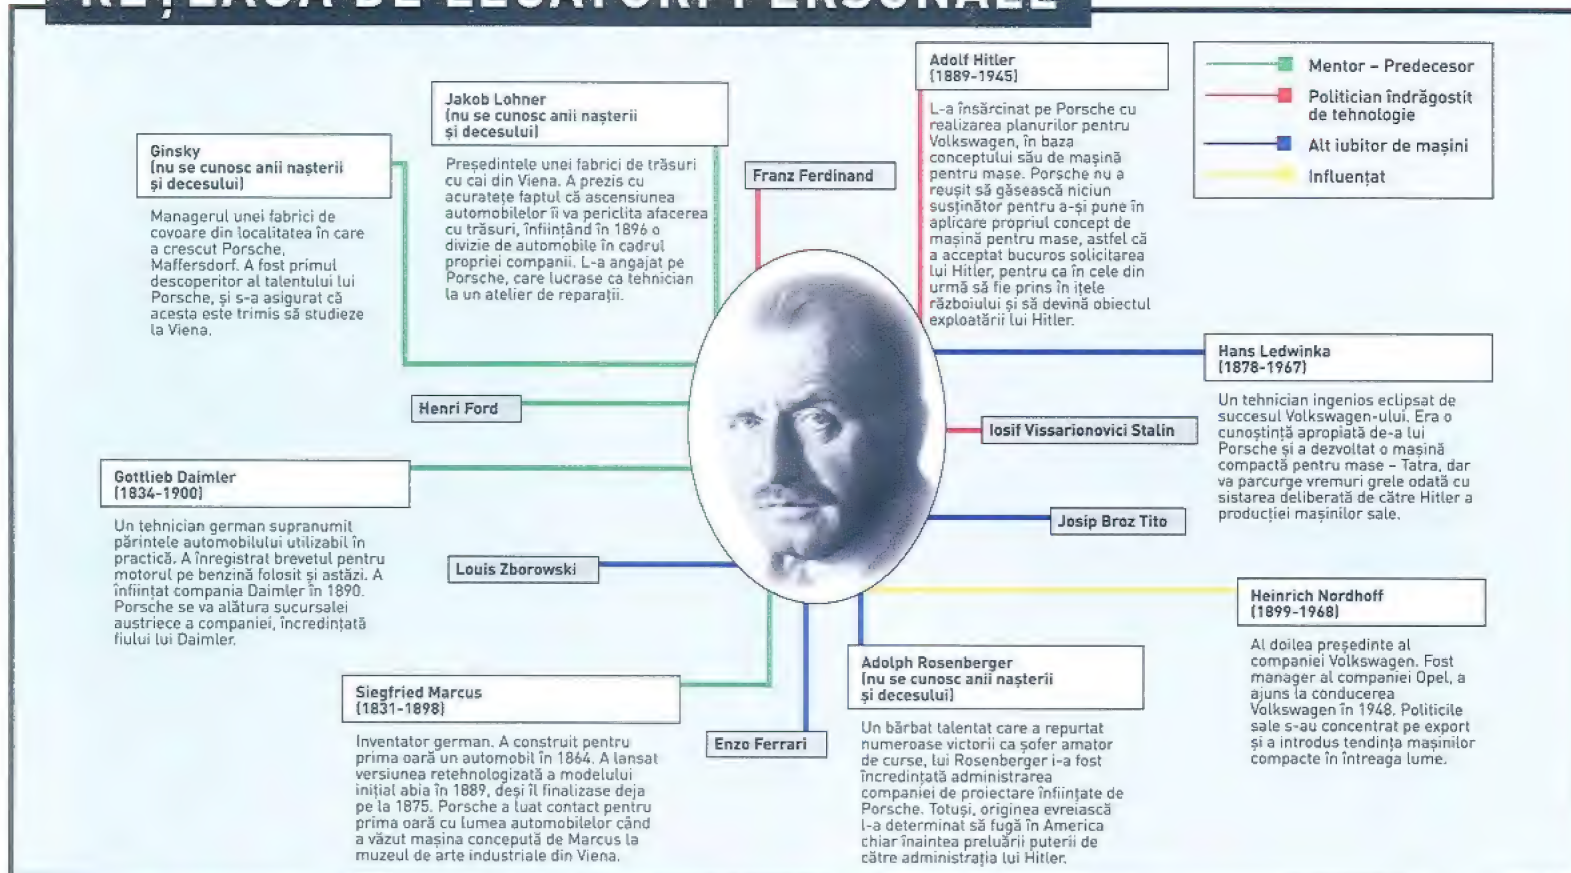 REȚEAUA DE LEGĂTURI PERSONALE
Ginsky
(nu se cunosc anii nașterii
și decesului)
Managerul unei fabrici de
covoare din localitatea în care
a crescut Porsche,
Maffersdorf. A fost primul
descoperitor al talentului lui
Porsche, și s-a asigurat că
acesta este trimis să studieze
la Viena.
Jakob Lohner
(nu se cunosc anii nașterii
și decesului)
Președintele unei fabrici de trăsuri
cu cai din Viena. A prezis cu
acuratețe faptul că ascensiunea
automobilelor îi va periclita afacerea
cu trăsuri, înființând în 1896 o
divizie de automobile în cadrul
propriei companii. L-a angajat pe
Porsche, care lucrase ca tehnician
la un atelier de reparații.
Franz Ferdinand
Adolf Hitler
(1889-1945)
L-a însărcinat pe Porsche cu
realizarea planurilor pentru
Volkswagen, în baza
conceptului său de mașină
pentru mase. Porsche nu a
reușit să găsească niciun
susținător pentru a-și pune în
aplicare propriul concept de
mașină pentru mase, astfel că
a acceptat bucuros solicitarea
lui Hitler, pentru ca în cele din
urmă să fie prins în ițele
războiului și să devină obiectul
exploatării lui Hitler.
Mentor – Predecesor
Politician îndrăgostit
de tehnologie
Alt iubitor de mașini
Influențat
Hans Ledwinka
(1878-1967)
Un tehnician ingenios eclipsat de
succesul Volkswagen-ului. Era o
cunoștință apropiată de-a lui
Porsche și a dezvoltat o mașină
compactă pentru mase – Tatra, dar
va parcurge vremuri grele odată cu
sistarea deliberată de către Hitler a
producției mașinilor sale.
Henri Ford
Iosif Vissarionovici Stalin
Gottlieb Daimler
(1834-1900)
Un tehnician german supranumit
părintele automobilului utilizabil în
practică. A înregistrat brevetul pentru
motorul pe benzină folosit și astăzi. A
înființat compania Daimler în 1890.
Porsche se va alătura sucursalei
austriece a companiei, încredințată
fiului lui Daimler.
Josip Broz Tito
Louis Zborowski
Heinrich Nordhoff
(1899-1968)
Al doilea președinte al
companiei Volkswagen. Fost
manager al companiei Opel, a
ajuns la conducerea
Volkswagen în 1948. Politicile
sale s-au concentrat pe export
și a introdus tendința mașinilor
compacte în întreaga lume.
Siegfried Marcus
(1831-1898)
Inventator german. A construit pentru
prima oară un automobil în 1864. A lansat
versiunea retehnologizată a modelului
inițial abia în 1889, deși îl finalizase deja
pe la 1875. Porsche a luat contact pentru
prima oară cu lumea automobilelor când
a văzut mașina concepută de Marcus la
muzeul de arte industriale din Viena.
Enzo Ferrari
Adolph Rosenberger
(nu se cunosc anii nașterii
și decesului)
Un bărbat talentat care a repurtat
numeroase victorii ca șofer amator
de curse, lui Rosenberger i-a fost
încredințată administrarea
companiei de proiectare înființate de
Porsche. Totuși, originea evreiască
l-a determinat să fugă în America
chiar înaintea preluării puterii de
către administrația lui Hitler.